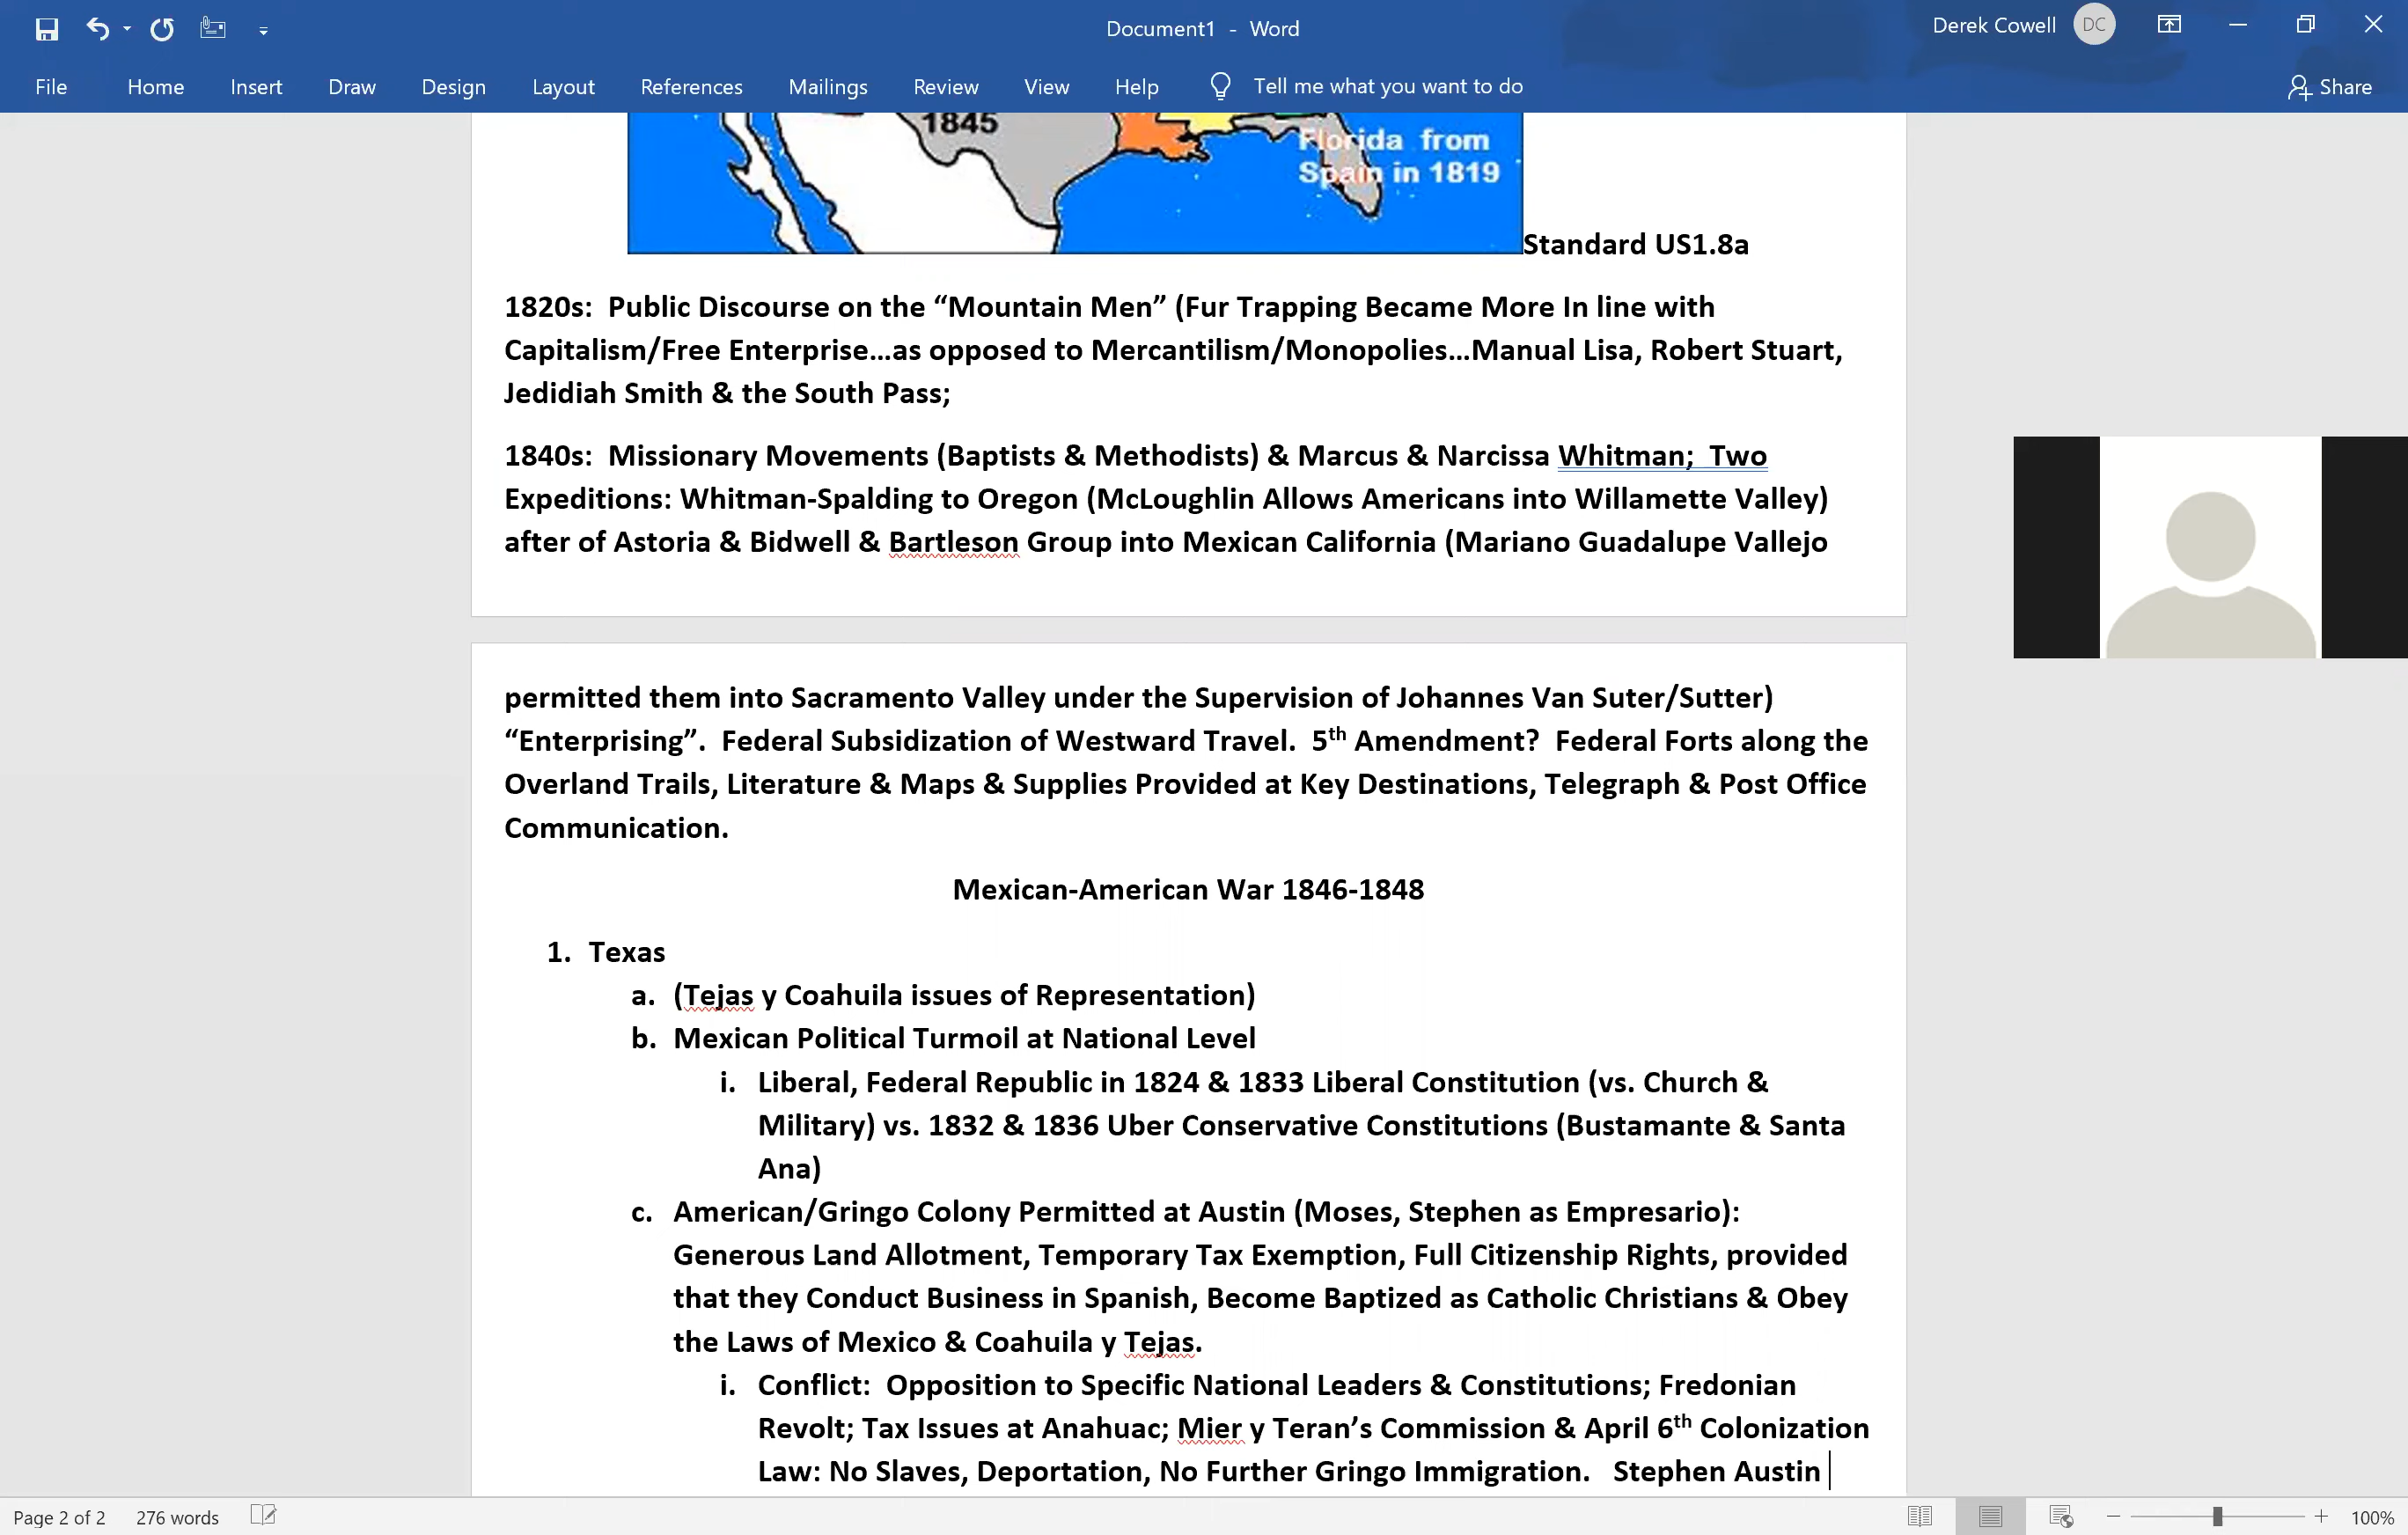 Document1 - Word
Derek Cowell DC
File Home Insert Draw Design Layout References Mailings Review View Help Tell me what you want to do Share
1845
Florida from
Spain in 1819
Standard US1.8a
1820s: Public Discourse on the “Mountain Men” (Fur Trapping Became More In line with
Capitalism/Free Enterprise…as opposed to Mercantilism/Monopolies…Manual Lisa, Robert Stuart,
Jedidiah Smith & the South Pass;
1840s: Missionary Movements (Baptists & Methodists) & Marcus & Narcissa Whitman; Two
Expeditions: Whitman-Spalding to Oregon (McLoughlin Allows Americans into Willamette Valley)
after of Astoria & Bidwell & Bartleson Group into Mexican California (Mariano Guadalupe Vallejo
permitted them into Sacramento Valley under the Supervision of Johannes Van Suter/Sutter)
“Enterprising”. Federal Subsidization of Westward Travel. 5th Amendment? Federal Forts along the
Overland Trails, Literature & Maps & Supplies Provided at Key Destinations, Telegraph & Post Office
Communication.
Mexican-American War 1846-1848
1. Texas
a. (Tejas y Coahuila issues of Representation)
b. Mexican Political Turmoil at National Level
i. Liberal, Federal Republic in 1824 & 1833 Liberal Constitution (vs. Church &
Military) vs. 1832 & 1836 Uber Conservative Constitutions (Bustamante & Santa
Ana)
c. American/Gringo Colony Permitted at Austin (Moses, Stephen as Empresario):
Generous Land Allotment, Temporary Tax Exemption, Full Citizenship Rights, provided
that they Conduct Business in Spanish, Become Baptized as Catholic Christians & Obey
the Laws of Mexico & Coahuila y Tejas.
i. Conflict: Opposition to Specific National Leaders & Constitutions; Fredonian
Revolt; Tax Issues at Anahuac; Mier y Teran’s Commission & April 6th Colonization
Law: No Slaves, Deportation, No Further Gringo Immigration. Stephen Austin
Page 2 of 2 276 words 100%